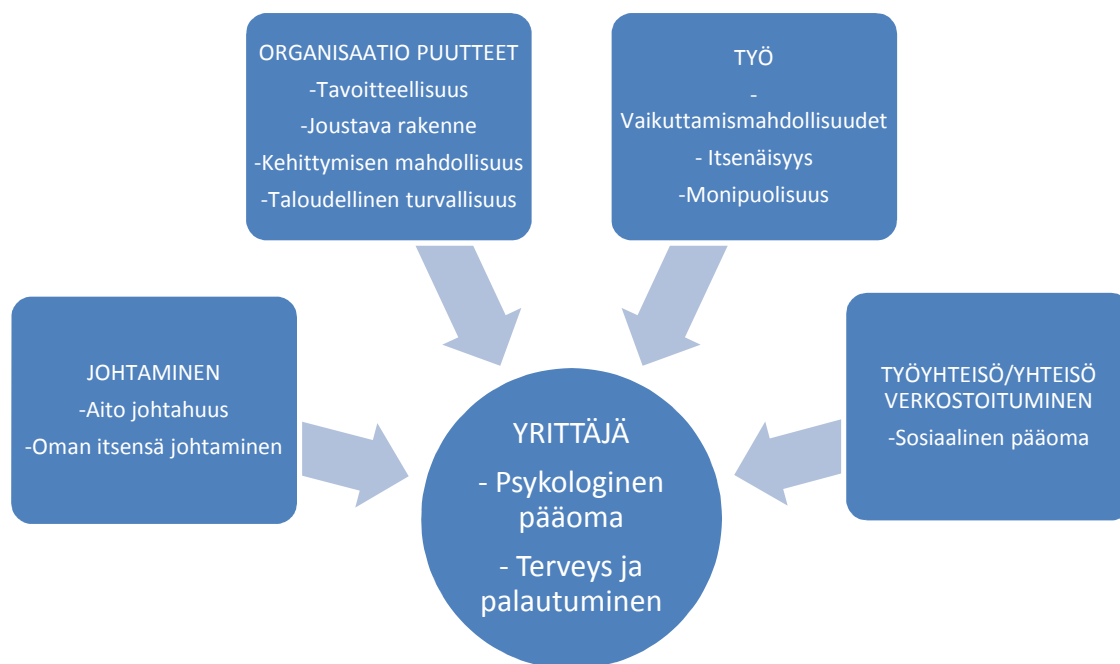 ORGANISAATIO PUUTTEET
-Tavoitteellisuus
-Joustava rakenne
-Kehittymisen mahdollisuus
-Taloudellinen turvallisuus
TYÖ
-
Vaikuttamismahdollisuudet
- Itsenäisyys
-Monipuolisuus
JOHTAMINEN
-Aito johtahuus
-Oman itsensä johtaminen
TYÖYHTEISÖ/YHTEISÖ
VERKOSTOITUMINEN
-Sosiaalinen pääoma
YRITTÄJÄ
- Psykologinen
pääoma
- Terveys ja
palautuminen